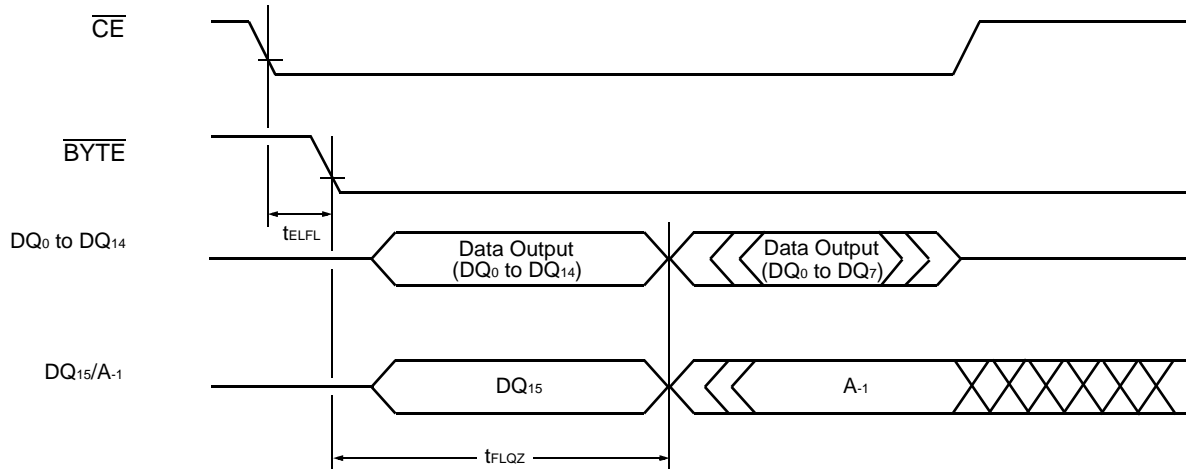 CE
BYTE
tELFL
DQ0 to DQ14
Data Output
(DQ0 to DQ14)
Data Output
(DQ0 to DQ7)
DQ15/A-1
DQ15
A-1
tFLQZ